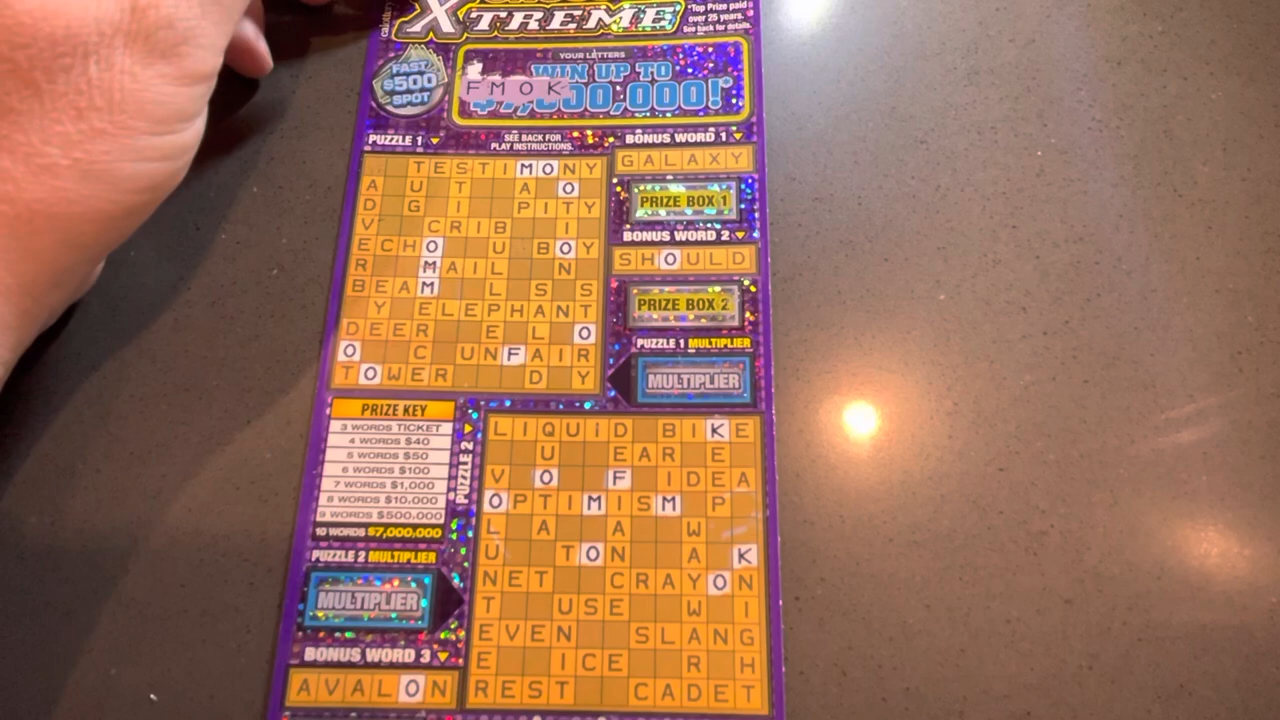 XTREME
*Top Prize paid
over 25 years.
See back for details.
FAST
$500
SPOT
YOUR LETTERS
WIN UP TO
F M O K
,000,000!*
PUZZLE 1
SEE BACK FOR
PLAY INSTRUCTIONS.
BONUS WORD 1
GALAXY
PRIZE BOX 1
BONUS WORD 2
SHOULD
PRIZE BOX 2
PUZZLE 1 MULTIPLIER
MULTIPLIER
TESTIMONY
A U T A O
D G I PITY
V CRIB I
ECHO U BOY
R MAIL N
BEAM L S S
Y ELEPHANT
DEER E L O
O C UNFAIR
TOWER D Y
PRIZE KEY
3 WORDS TICKET
4 WORDS $40
5 WORDS $50
6 WORDS $100
7 WORDS $1,000
8 WORDS $10,000
9 WORDS $500,000
10 WORDS $7,000,000
PUZZLE 2
PUZZLE 2 MULTIPLIER
MULTIPLIER
LIQUID BIKE
U EAR E
V O F IDEA
OPTIMISM P
L A A W
U TON A K
NET CRAYON
T USE W I
EVEN SLANG
E ICE R H
REST CADET
BONUS WORD 3
AVALON